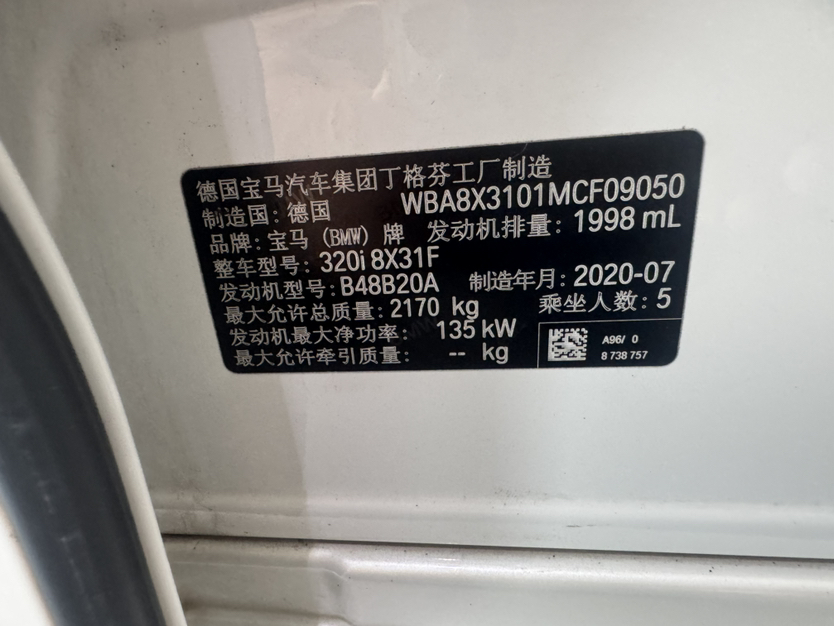 德国宝马汽车集团丁格芬工厂制造
制造国: 德国 WBA8X3101MCF09050
品牌: 宝马 (BMW) 牌 发动机排量: 1998 mL
整车型号: 320i 8X31F
发动机型号: B48B20A 制造年月: 2020-07
最大允许总质量: 2170 kg 乘坐人数: 5
发动机最大净功率: 135 kW
最大允许牵引质量: -- kg
A96/ 0
8 738 757